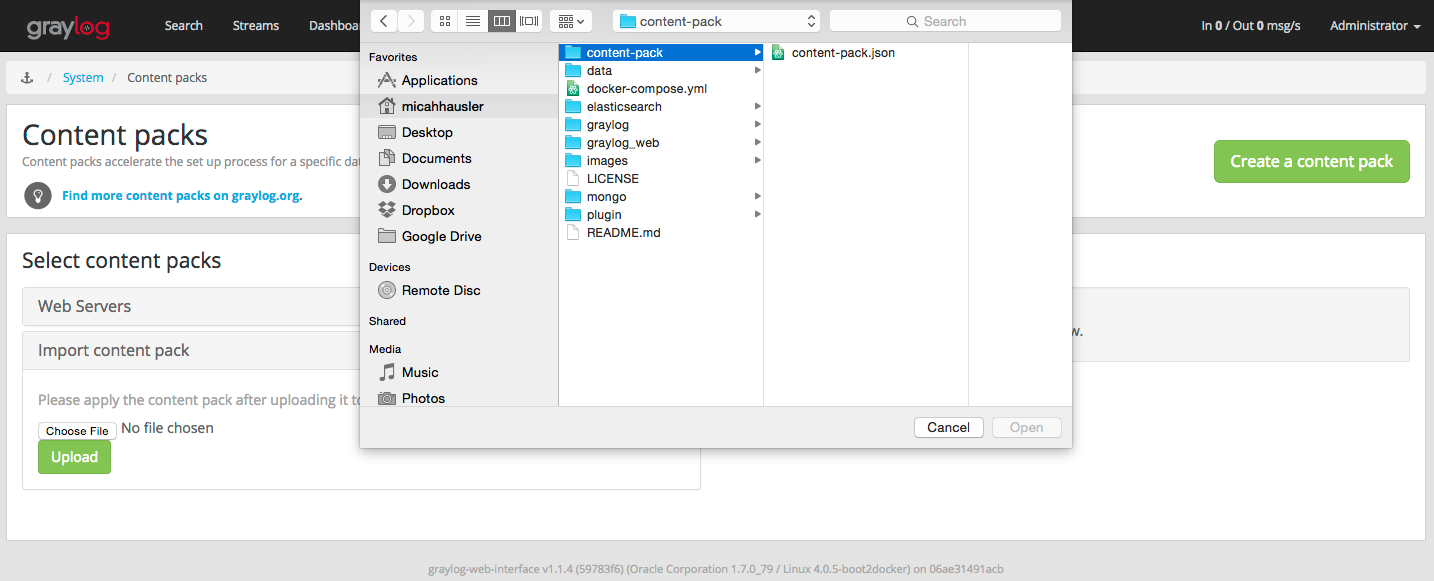 graylog
Search
Streams
Dashboa
In 0 / Out 0 msg/s
Administrator
/ System / Content packs
Content packs
Content packs accelerate the set up process for a specific dat
Find more content packs on graylog.org.
Create a content pack
Select content packs
Web Servers
Import content pack
Please apply the content pack after uploading it to
Choose File No file chosen
Upload
w.
content-pack
Search
Favorites
Applications
micahhausler
Desktop
Documents
Downloads
Dropbox
Google Drive
Devices
Remote Disc
Shared
Media
Music
Photos
content-pack
data
docker-compose.yml
elasticsearch
graylog
graylog_web
images
LICENSE
mongo
plugin
README.md
content-pack.json
Cancel
Open
graylog-web-interface v1.1.4 (59783f6) (Oracle Corporation 1.7.0_79 / Linux 4.0.5-boot2docker) on 06ae31491acb